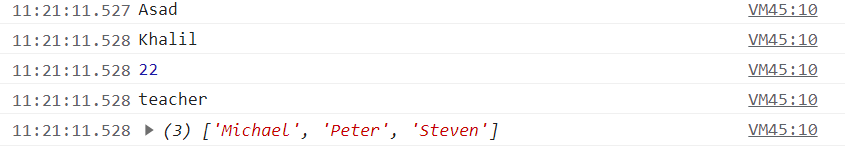 11:21:11.527 Asad VM45:10
11:21:11.528 Khalil VM45:10
11:21:11.528 22 VM45:10
11:21:11.528 teacher VM45:10
11:21:11.528 ▶ (3) ['Michael', 'Peter', 'Steven'] VM45:10